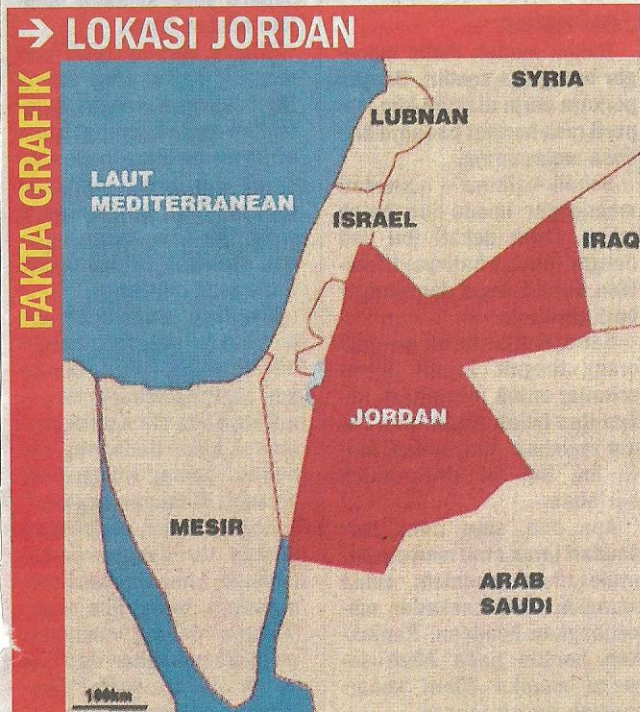 → LOKASI JORDAN
FAKTA GRAFIK
SYRIA
LUBNAN
LAUT
MEDITERRANEAN
ISRAEL
IRAQ
JORDAN
MESIR
ARAB
SAUDI
100km